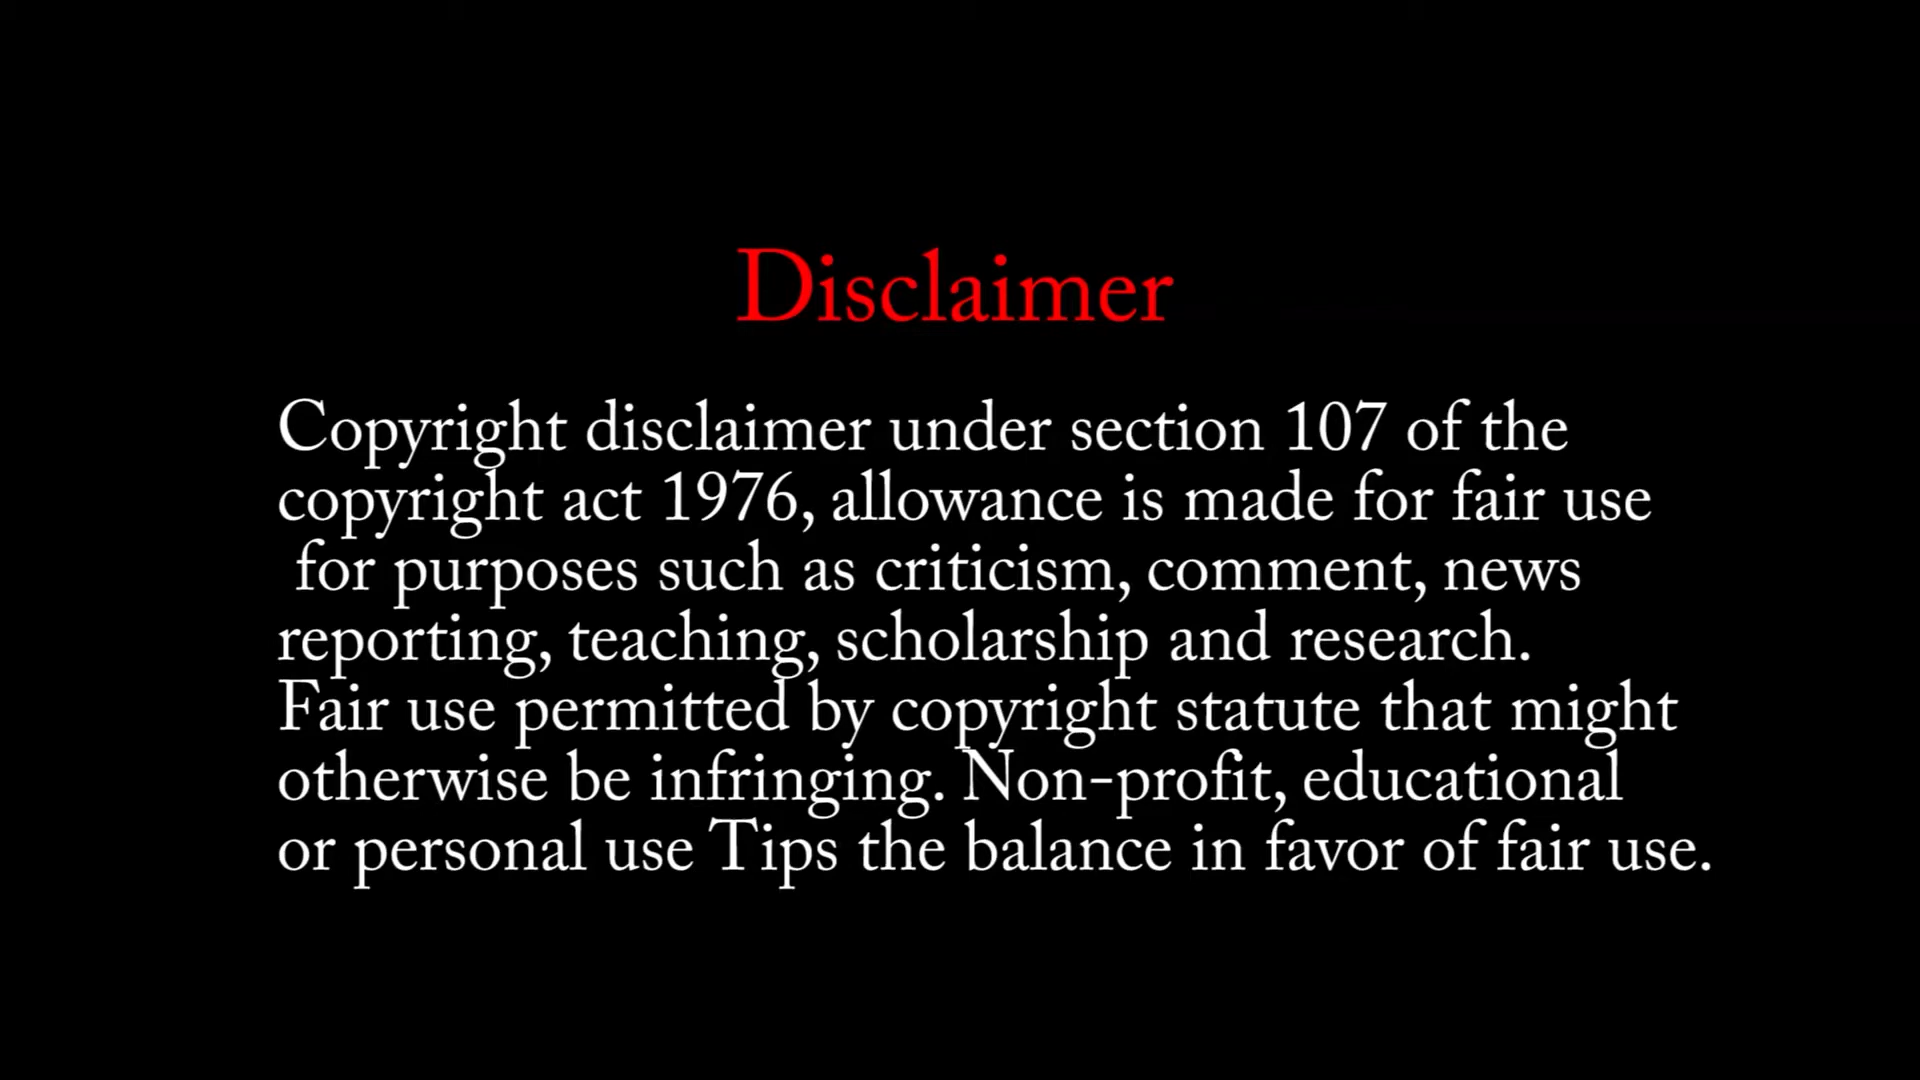 Disclaimer
Copyright disclaimer under section 107 of the
copyright act 1976, allowance is made for fair use
for purposes such as criticism, comment, news
reporting, teaching, scholarship and research.
Fair use permitted by copyright statute that might
otherwise be infringing. Non-profit, educational
or personal use Tips the balance in favor of fair use.